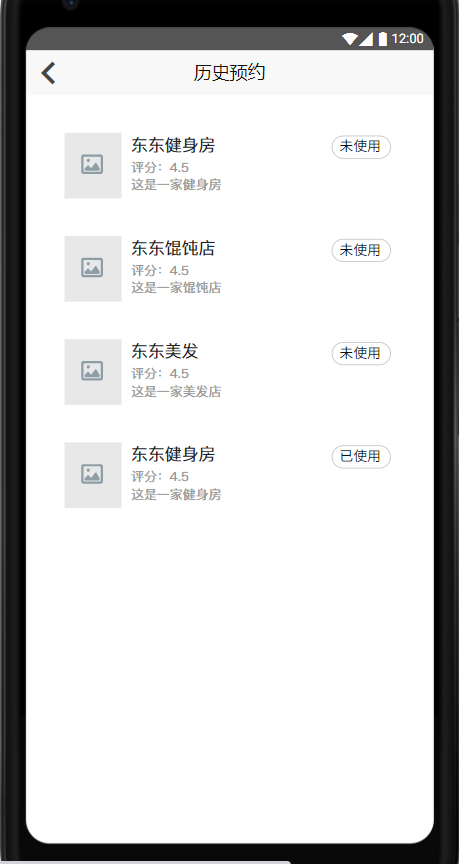 12:00
历史预约
东东健身房
未使用
评分：4.5
这是一家健身房
东东馄饨店
未使用
评分：4.5
这是一家馄饨店
东东美发
未使用
评分：4.5
这是一家美发店
东东健身房
已使用
评分：4.5
这是一家健身房